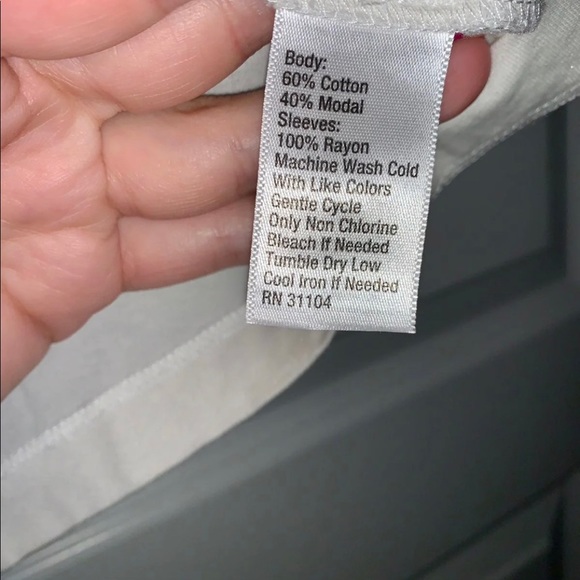 Body:
60% Cotton
40% Modal
Sleeves:
100% Rayon
Machine Wash Cold
With Like Colors
Gentle Cycle
Only Non Chlorine
Bleach If Needed
Tumble Dry Low
Cool Iron If Needed
RN 31104